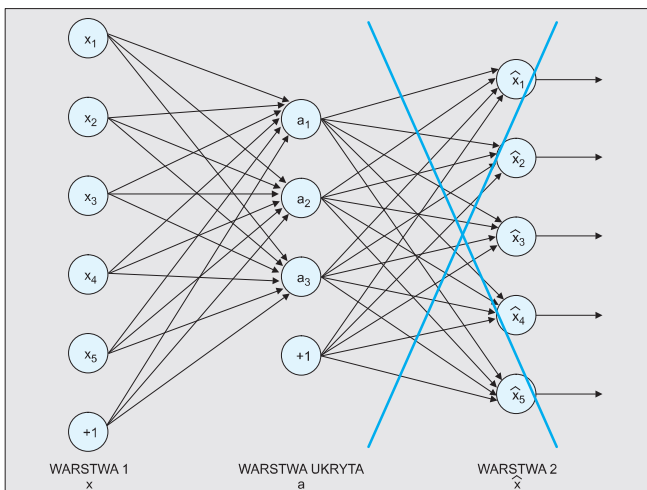 x1
x2
x3
x4
x5
+1
a1
a2
a3
+1
x̂1
x̂2
x̂3
x̂4
x̂5
WARSTWA 1
x
WARSTWA UKRYTA
a
WARSTWA 2
x̂